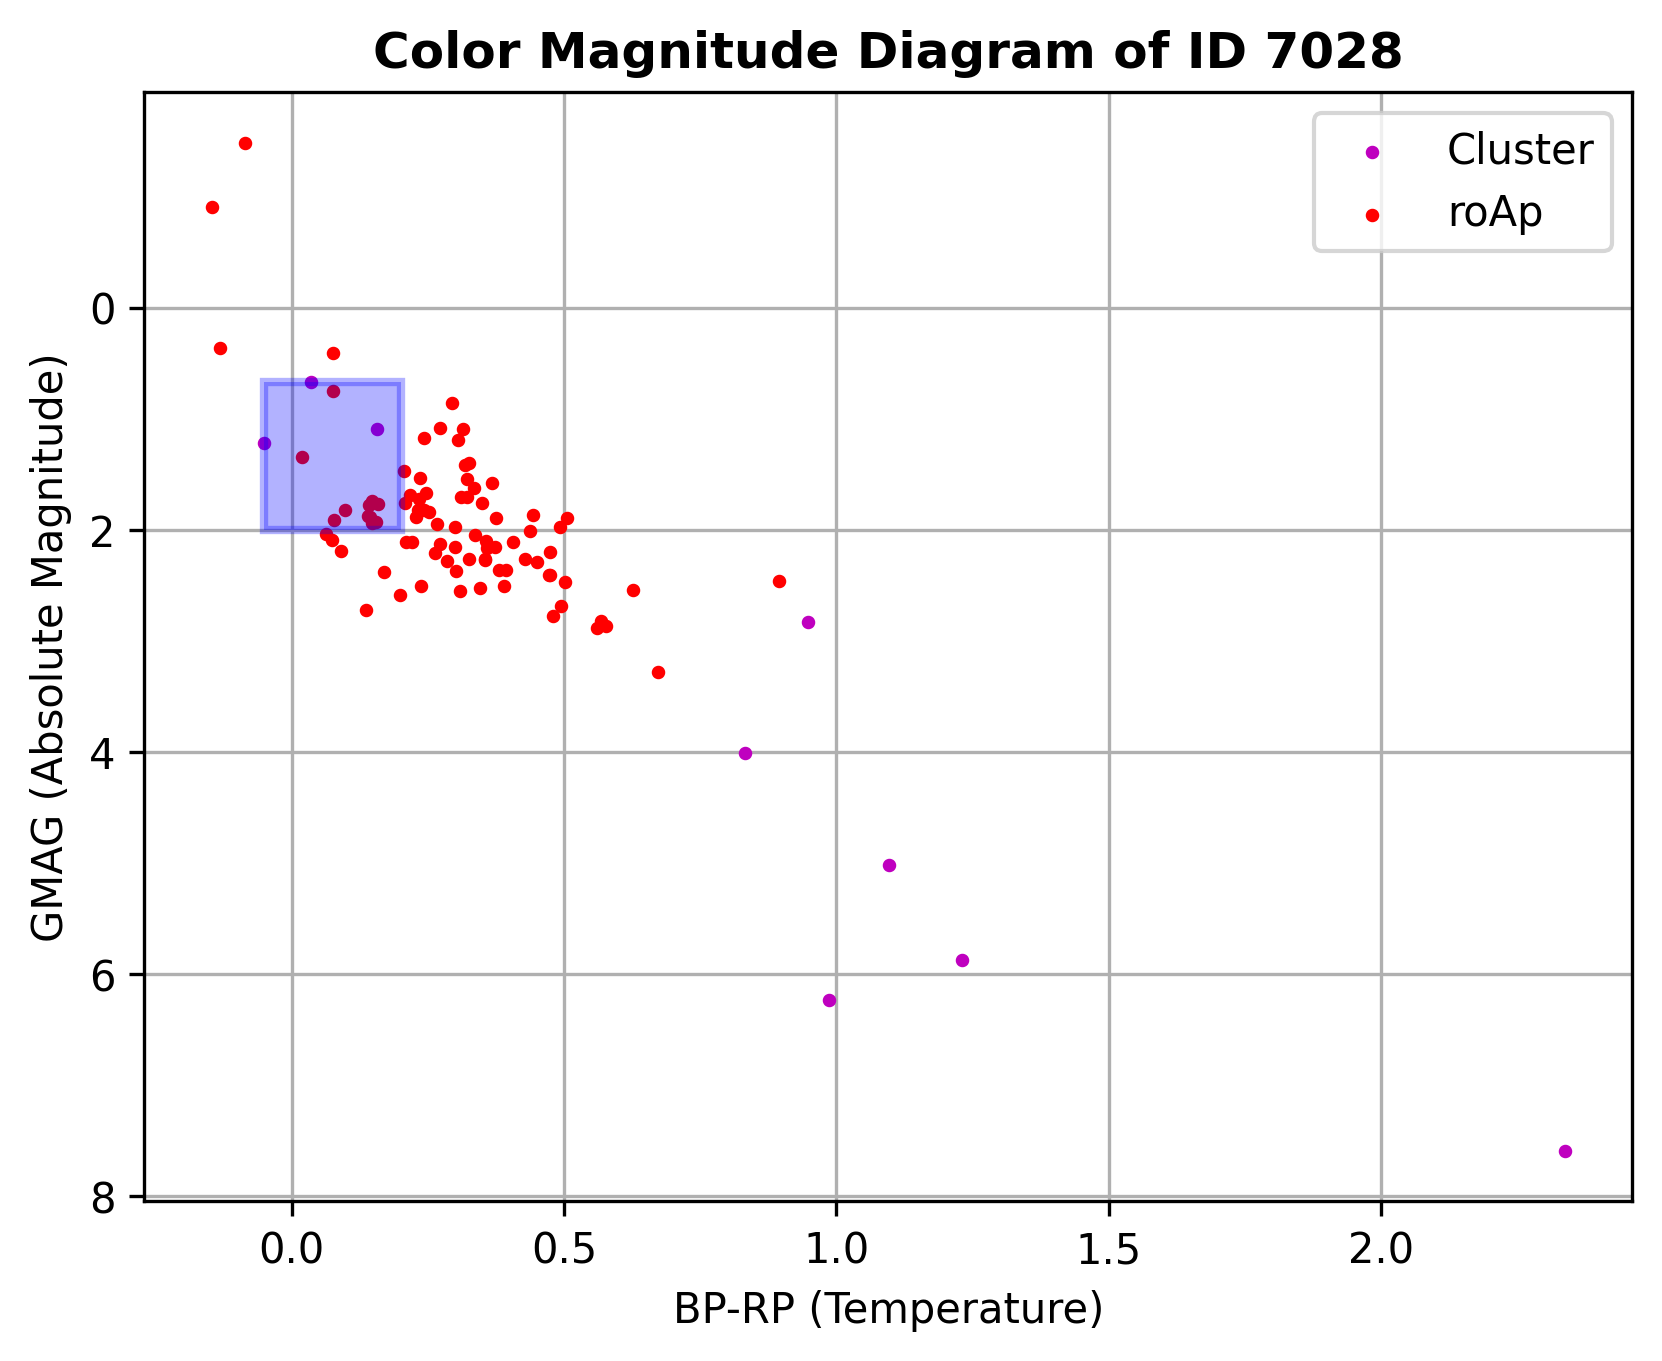 Color Magnitude Diagram of ID 7028
Cluster
roAp
GMAG (Absolute Magnitude)
0
2
4
6
8
0.0 0.5 1.0 1.5 2.0
BP-RP (Temperature)